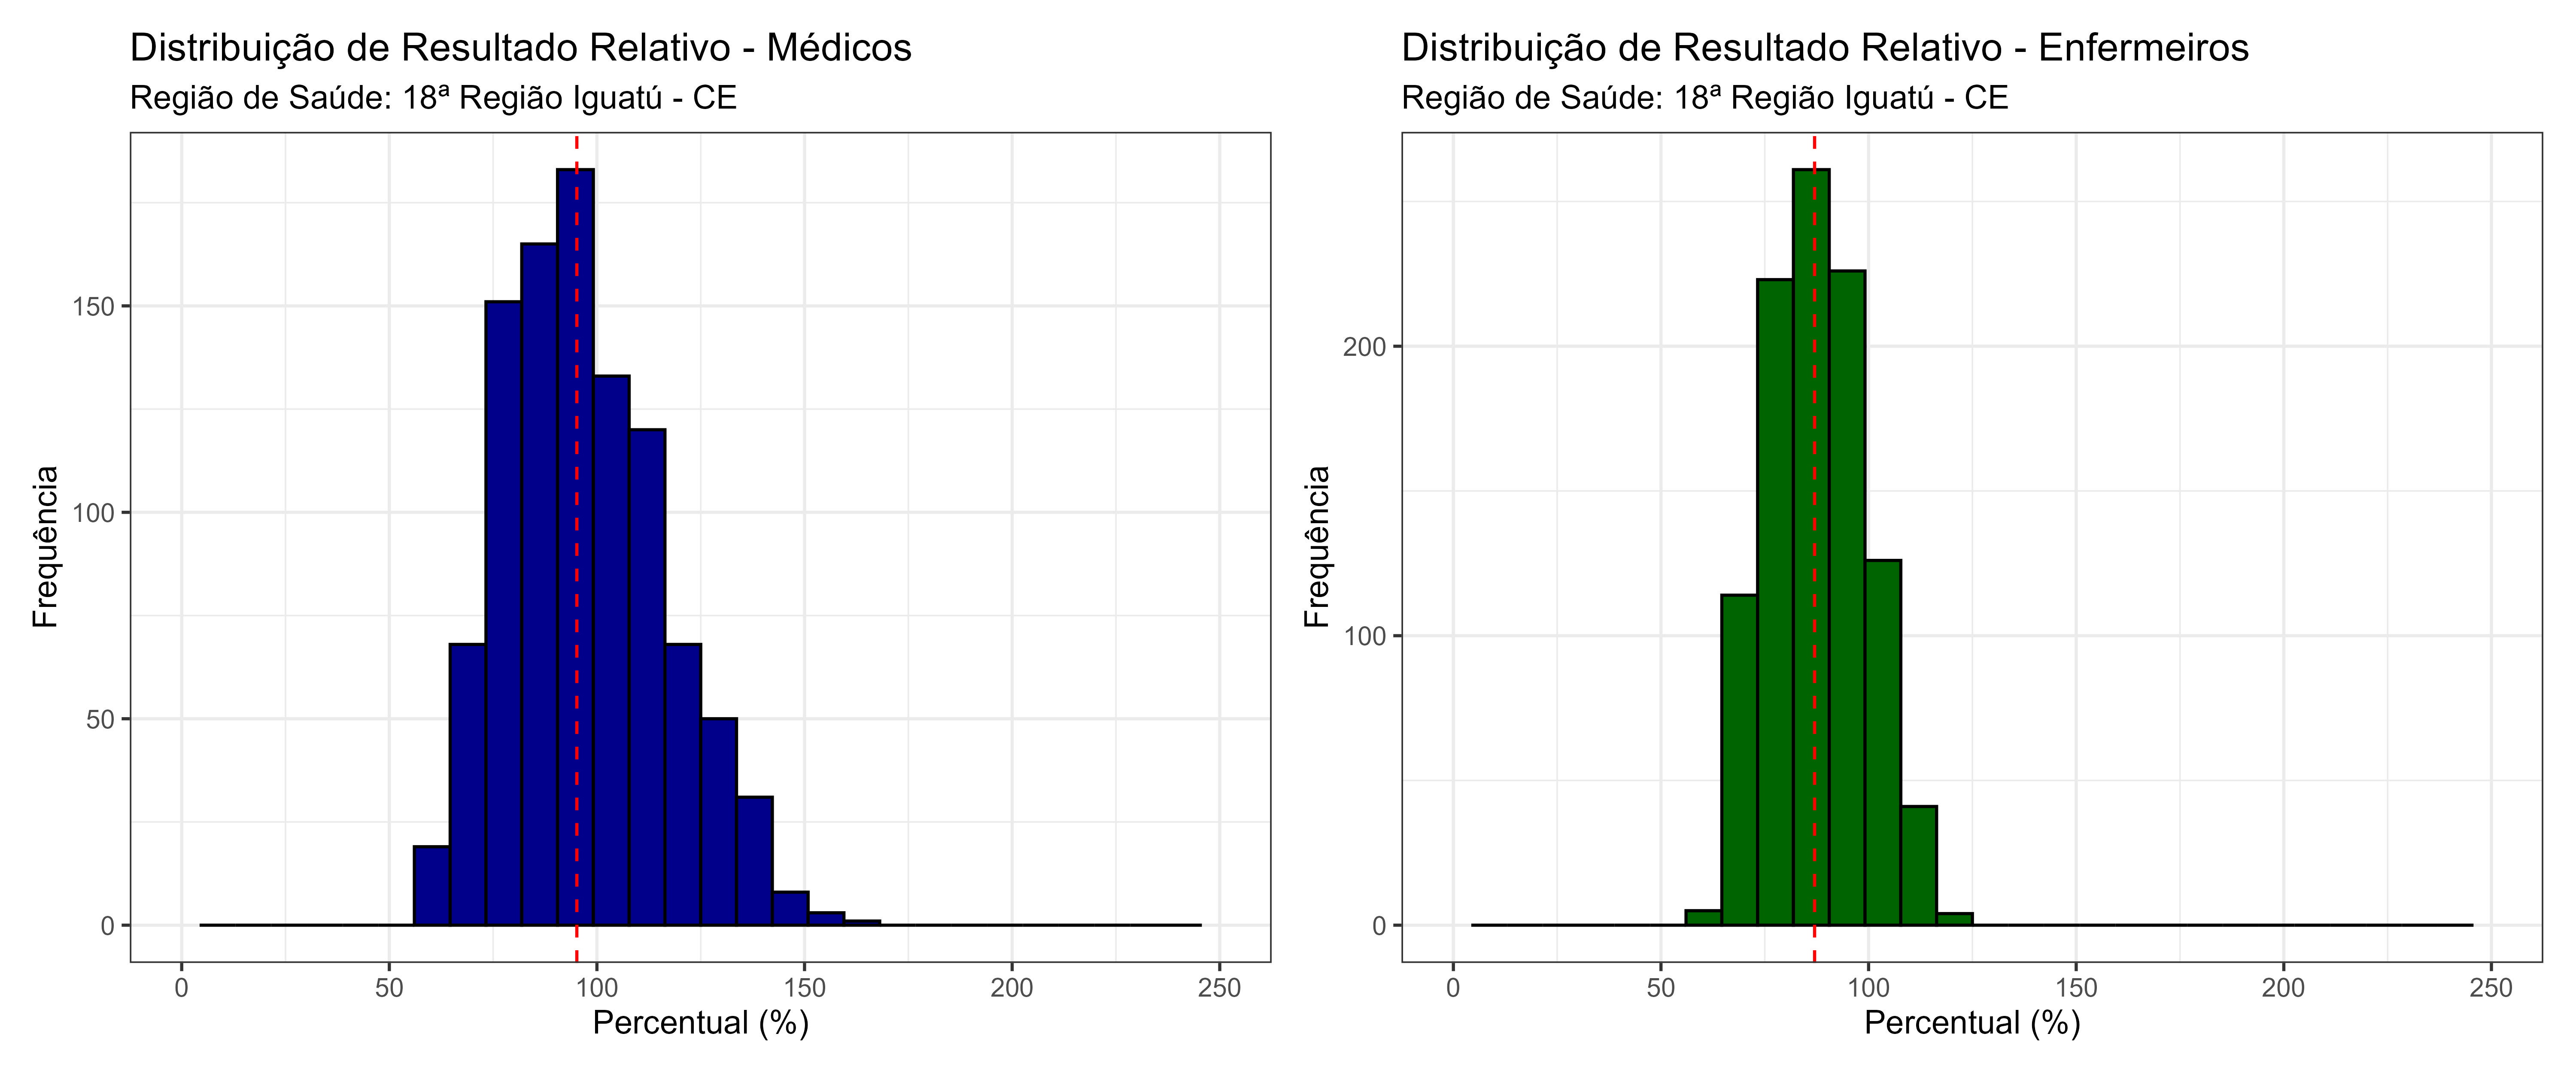 Distribuição de Resultado Relativo - Médicos
Região de Saúde: 18ª Região Iguatú - CE
Frequência
150
100
50
0
0 50 100 150 200 250
Percentual (%)
Distribuição de Resultado Relativo - Enfermeiros
Região de Saúde: 18ª Região Iguatú - CE
Frequência
200
100
0
0 50 100 150 200 250
Percentual (%)